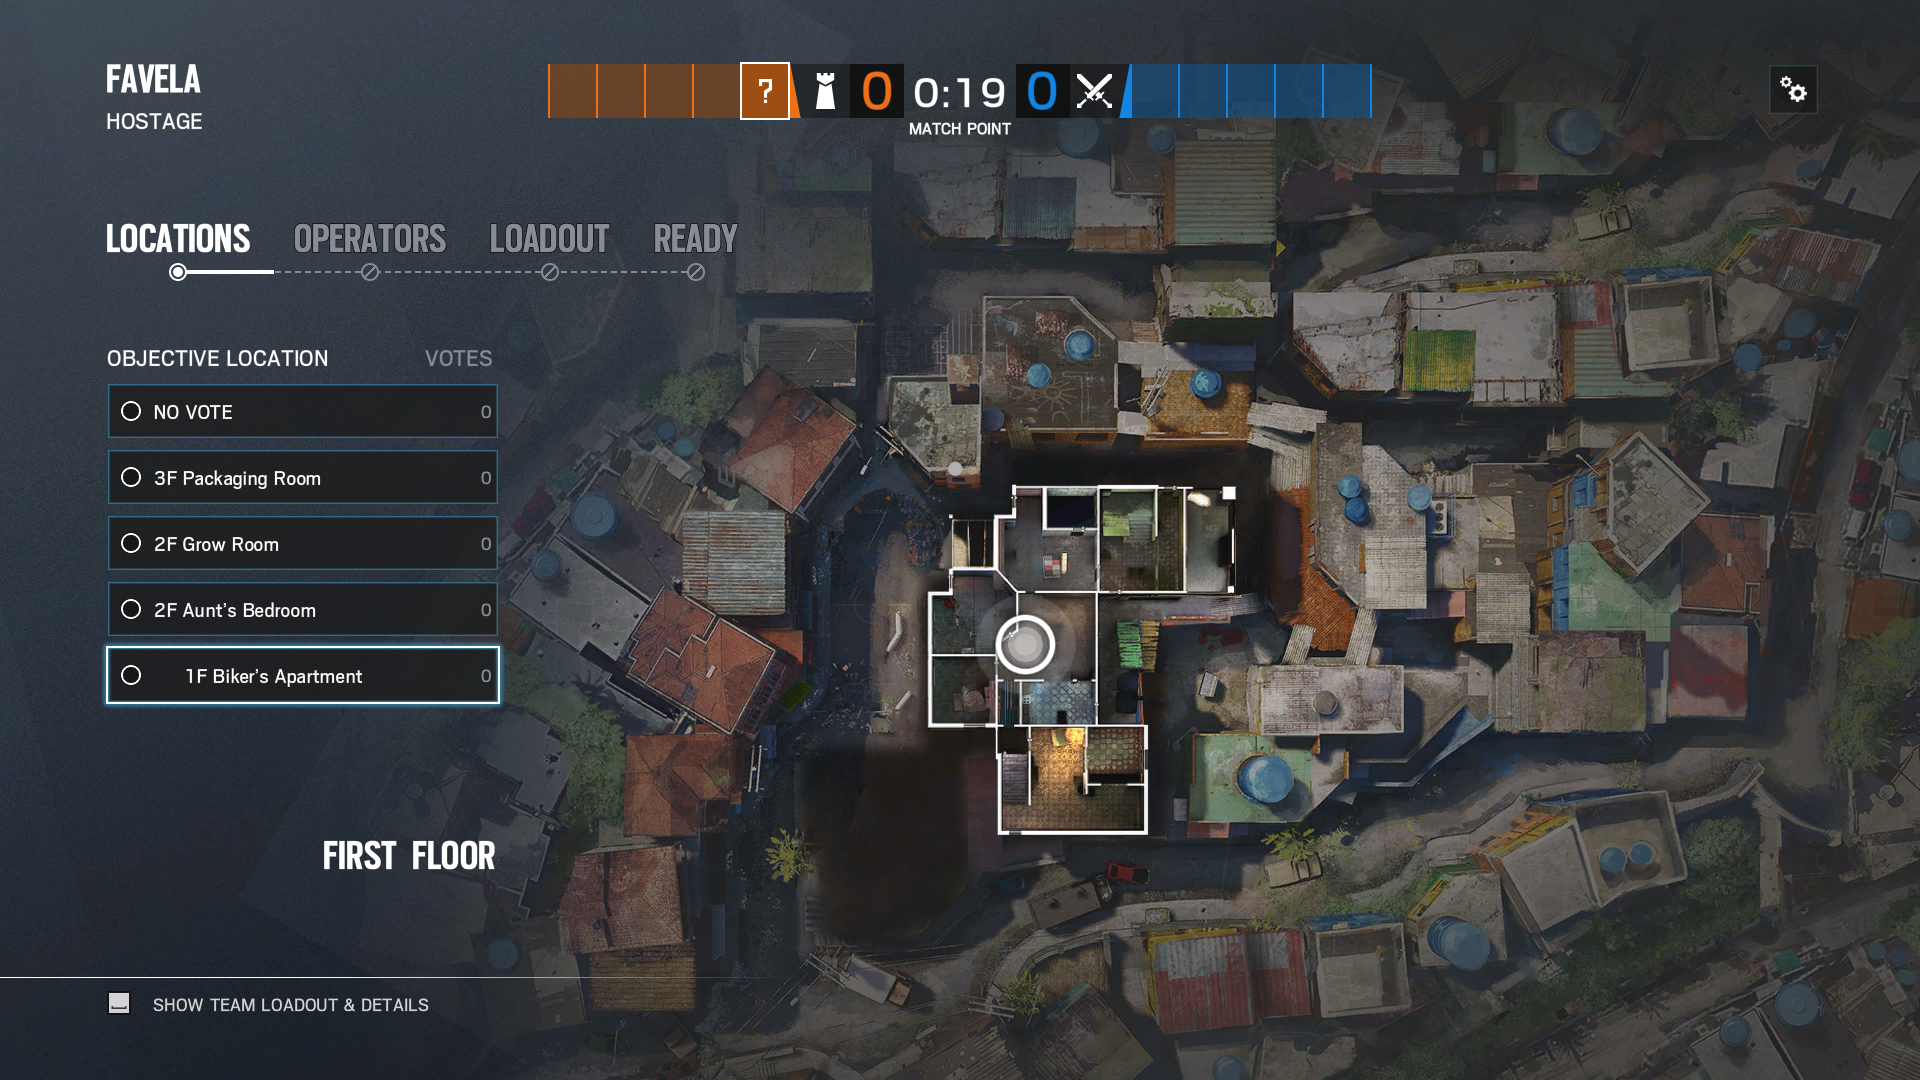 FAVELA
HOSTAGE
?
0
0:19
0
MATCH POINT
LOCATIONS
OPERATORS
LOADOUT
READY
OBJECTIVE LOCATION
VOTES
NO VOTE
0
3F Packaging Room
0
2F Grow Room
0
2F Aunt's Bedroom
0
1F Biker's Apartment
0
FIRST FLOOR
SHOW TEAM LOADOUT & DETAILS